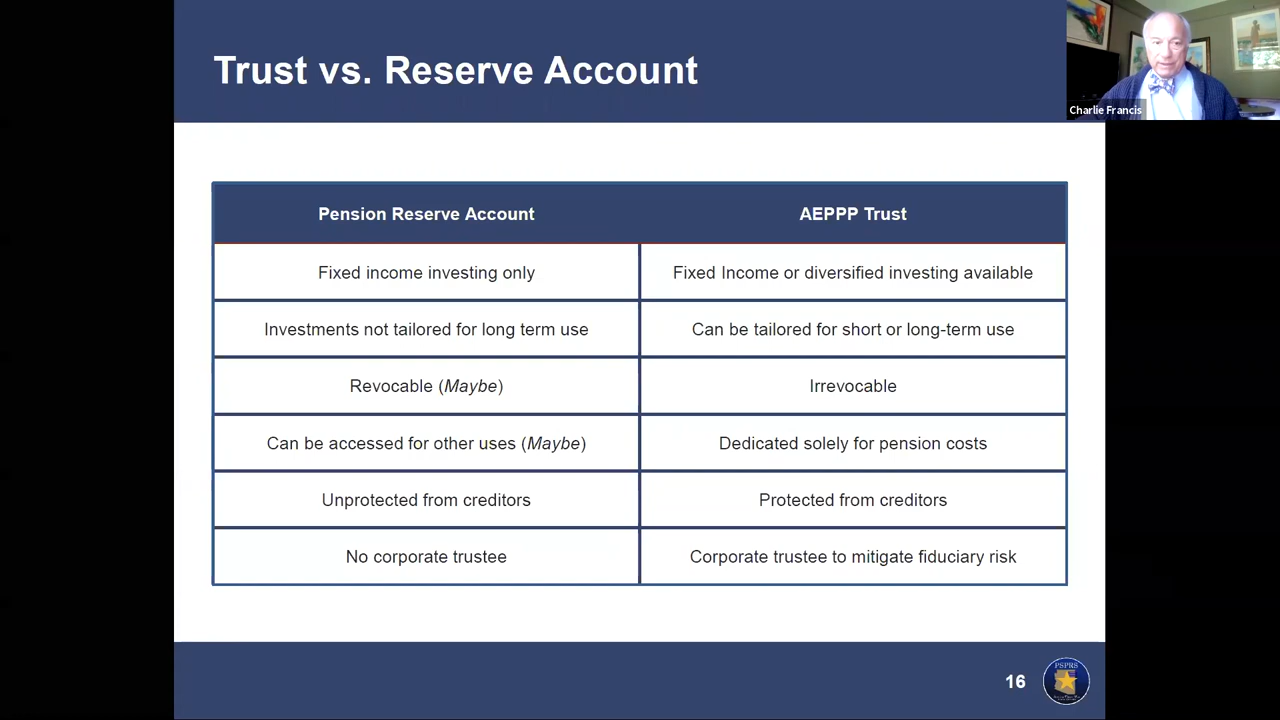 Trust vs. Reserve Account
Charlie Francis
Pension Reserve Account
AEPPP Trust
Fixed income investing only
Fixed Income or diversified investing available
Investments not tailored for long term use
Can be tailored for short or long-term use
Revocable (Maybe)
Irrevocable
Can be accessed for other uses (Maybe)
Dedicated solely for pension costs
Unprotected from creditors
Protected from creditors
No corporate trustee
Corporate trustee to mitigate fiduciary risk
16
PSPRS